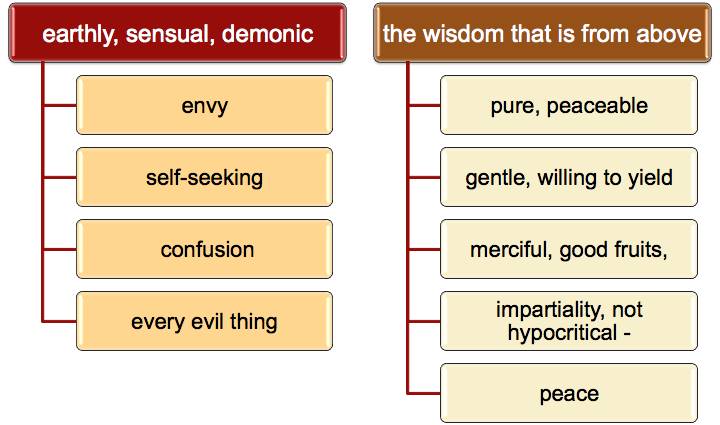 earthly, sensual, demonic
envy
self-seeking
confusion
every evil thing
the wisdom that is from above
pure, peaceable
gentle, willing to yield
merciful, good fruits,
impartiality, not
hypocritical -
peace